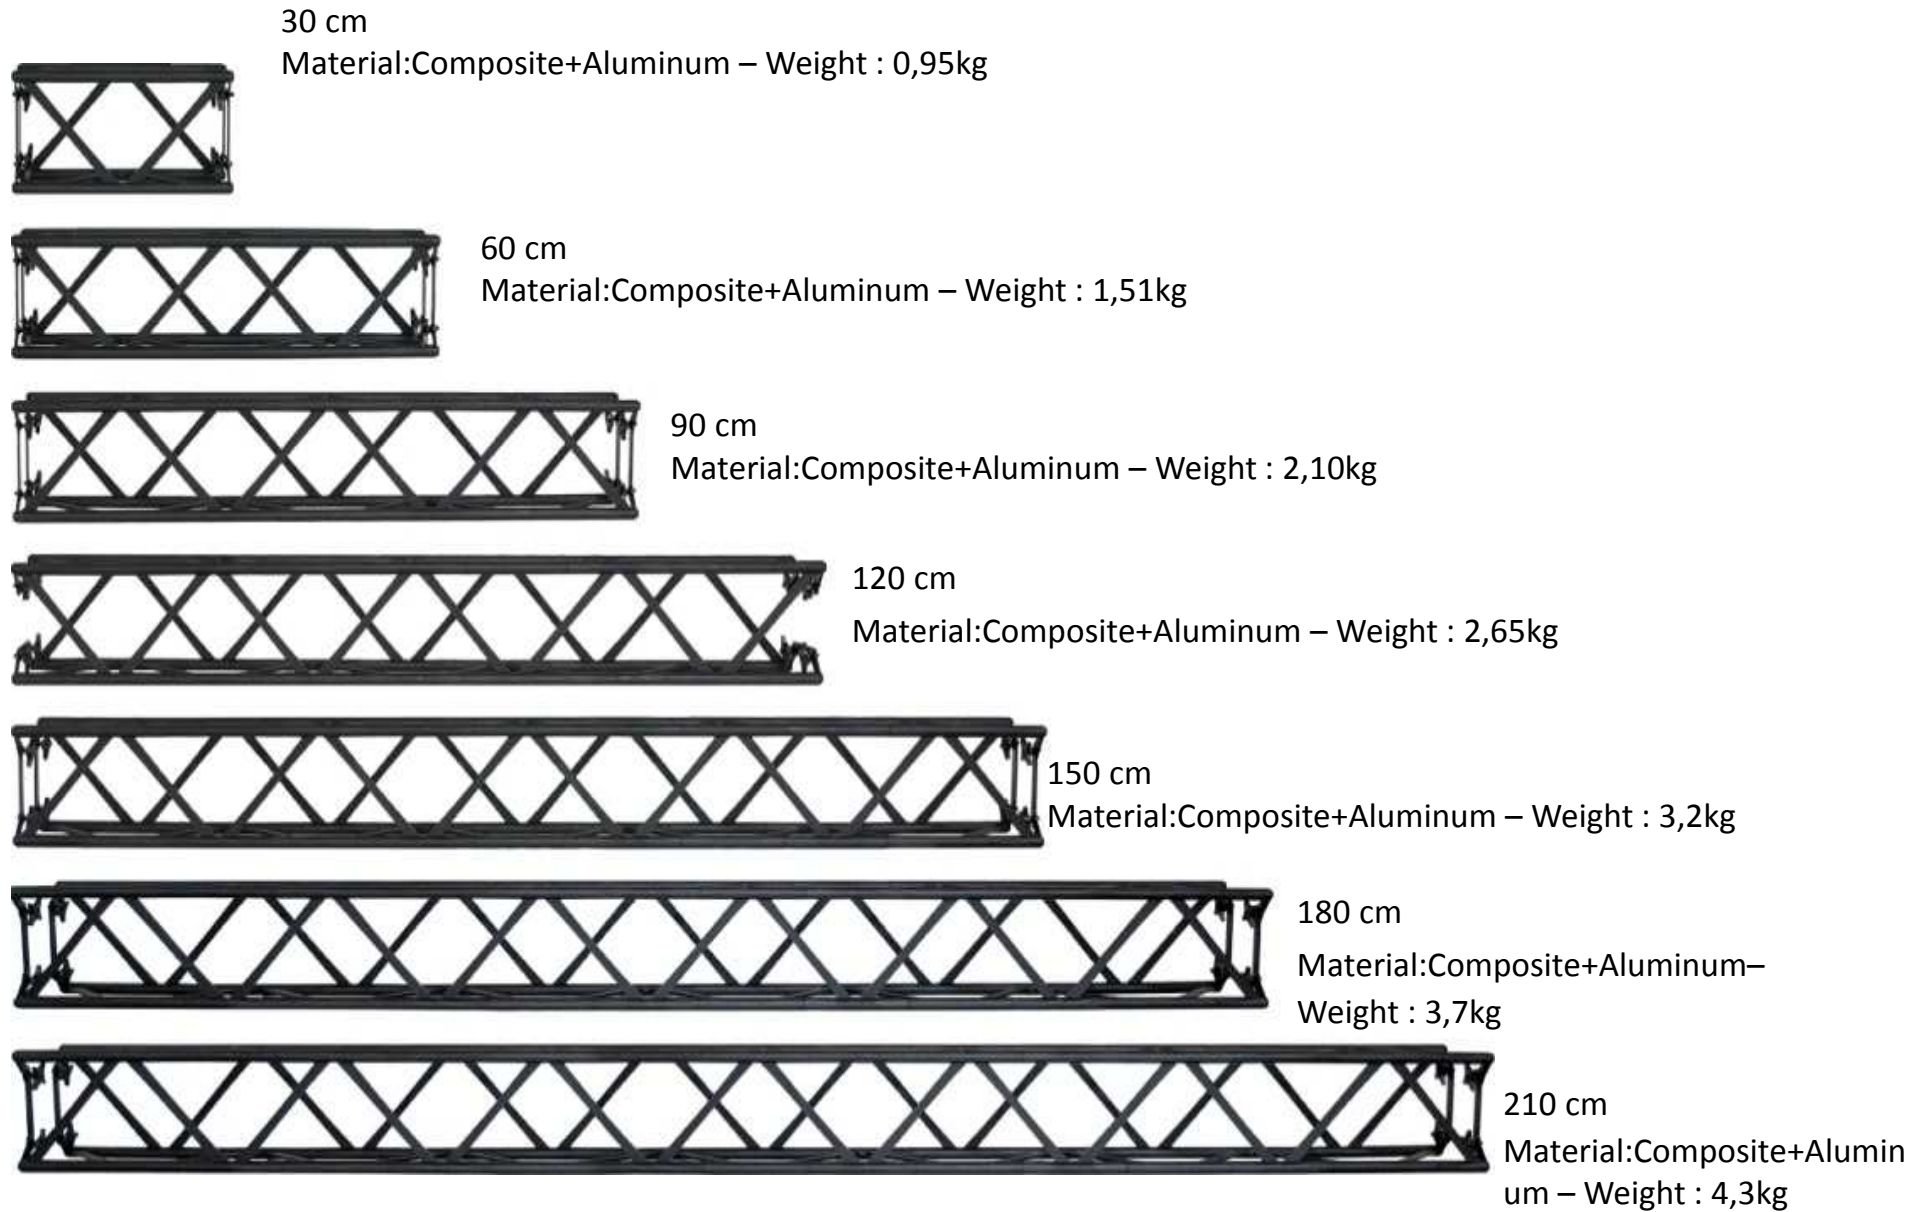 30 cm
Material:Composite+Aluminum – Weight : 0,95kg
60 cm
Material:Composite+Aluminum – Weight : 1,51kg
90 cm
Material:Composite+Aluminum – Weight : 2,10kg
120 cm
Material:Composite+Aluminum – Weight : 2,65kg
150 cm
Material:Composite+Aluminum – Weight : 3,2kg
180 cm
Material:Composite+Aluminum–
Weight : 3,7kg
210 cm
Material:Composite+Alumin
um – Weight : 4,3kg